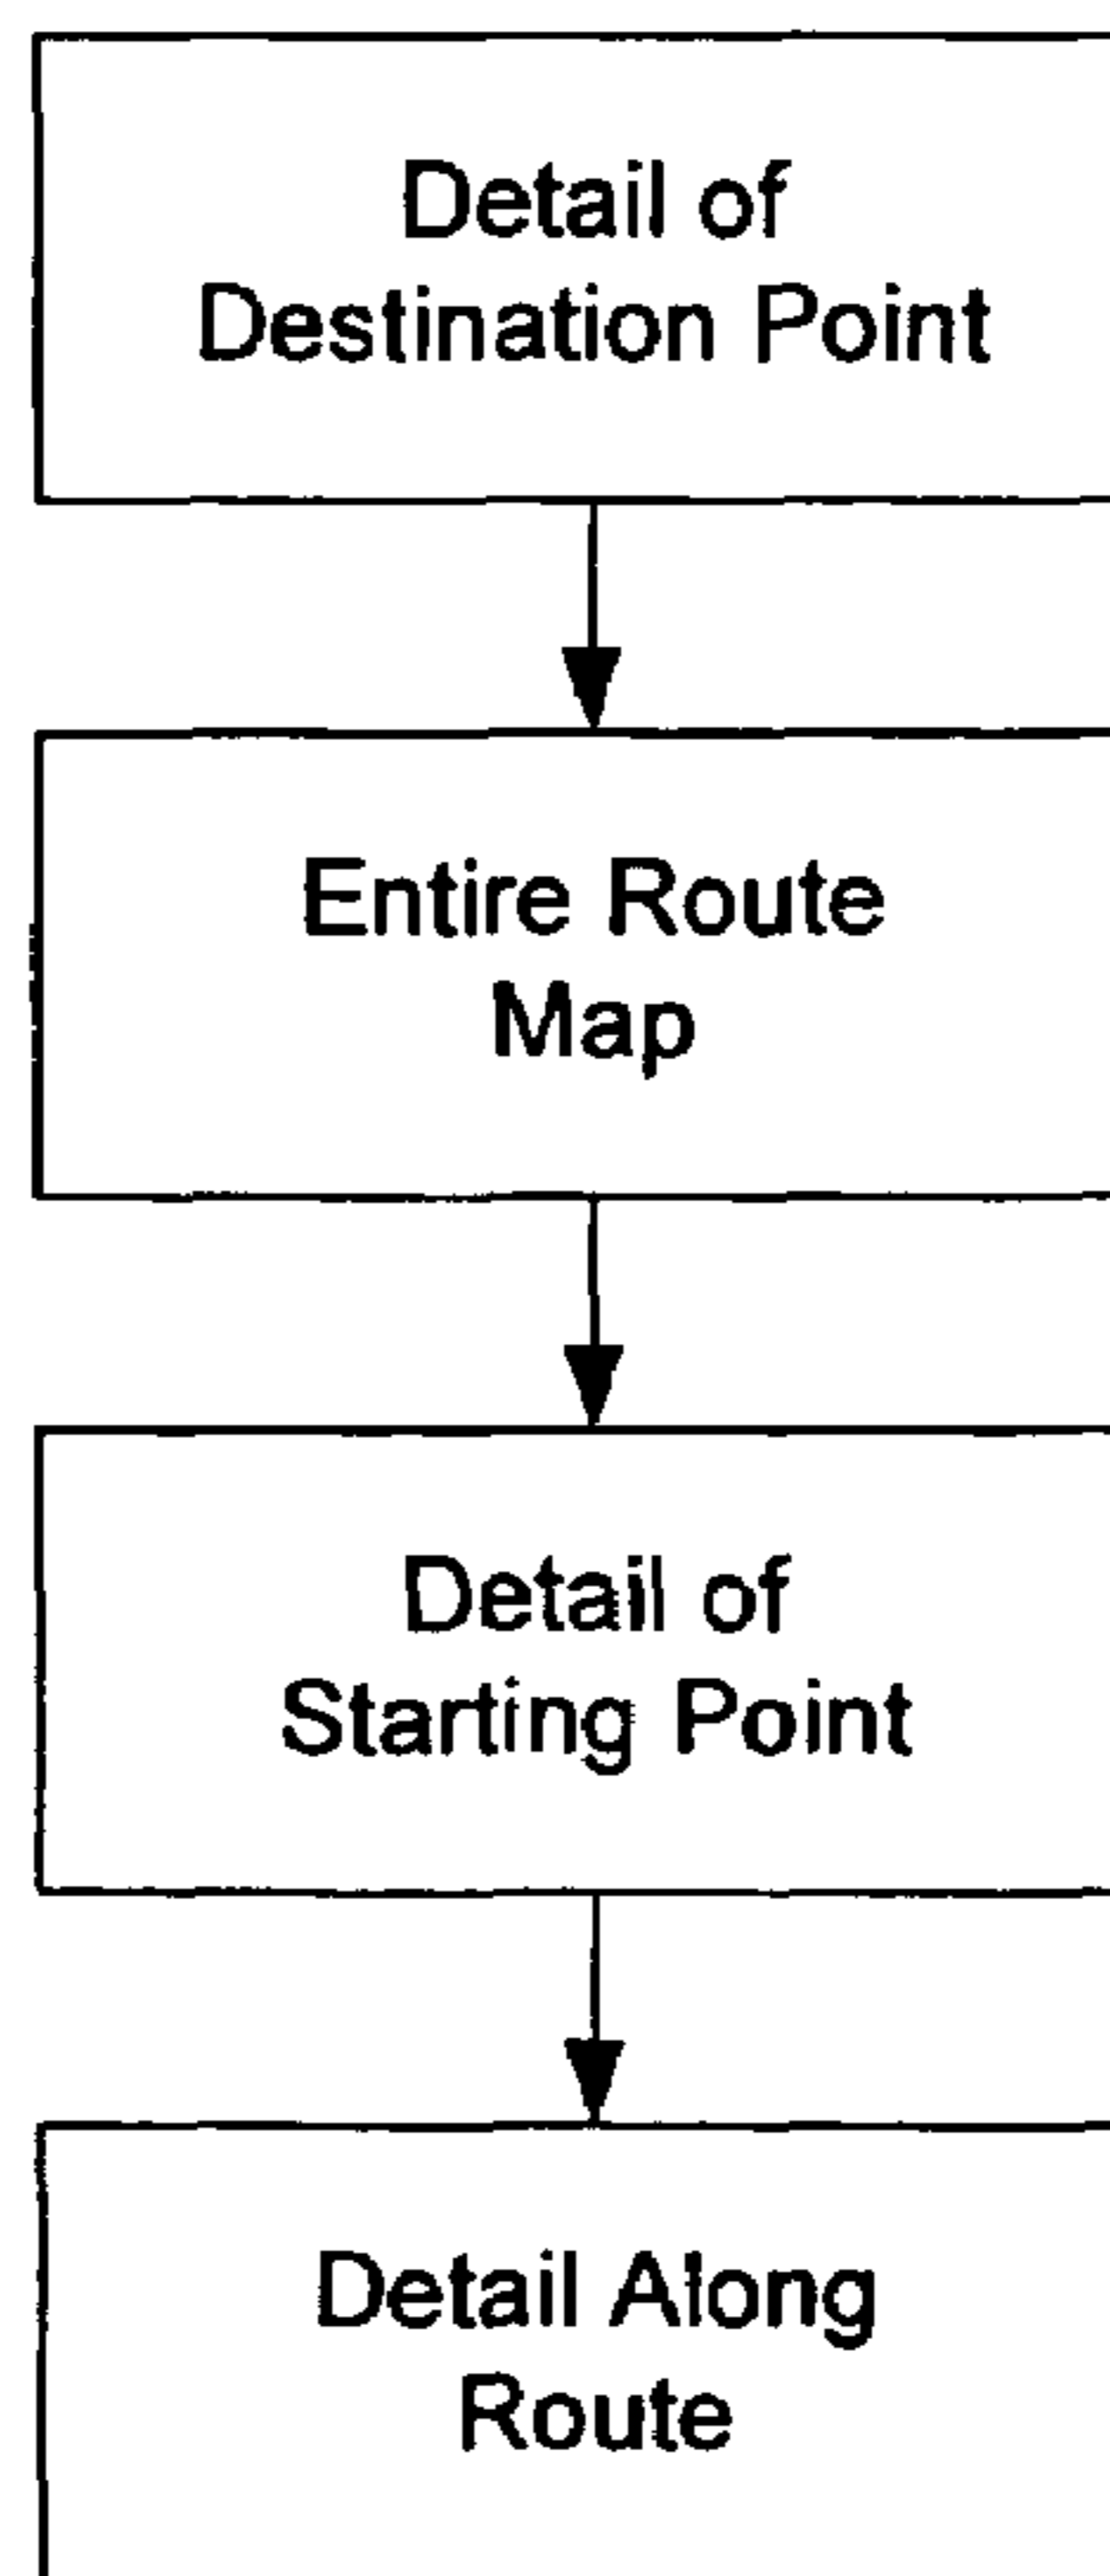 Detail of
Destination Point
Entire Route
Map
Detail of
Starting Point
Detail Along
Route